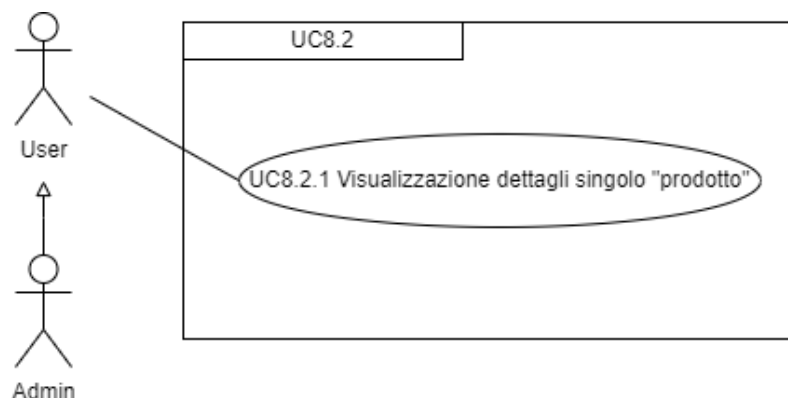 UC8.2
User
UC8.2.1 Visualizzazione dettagli singolo "prodotto"
Admin